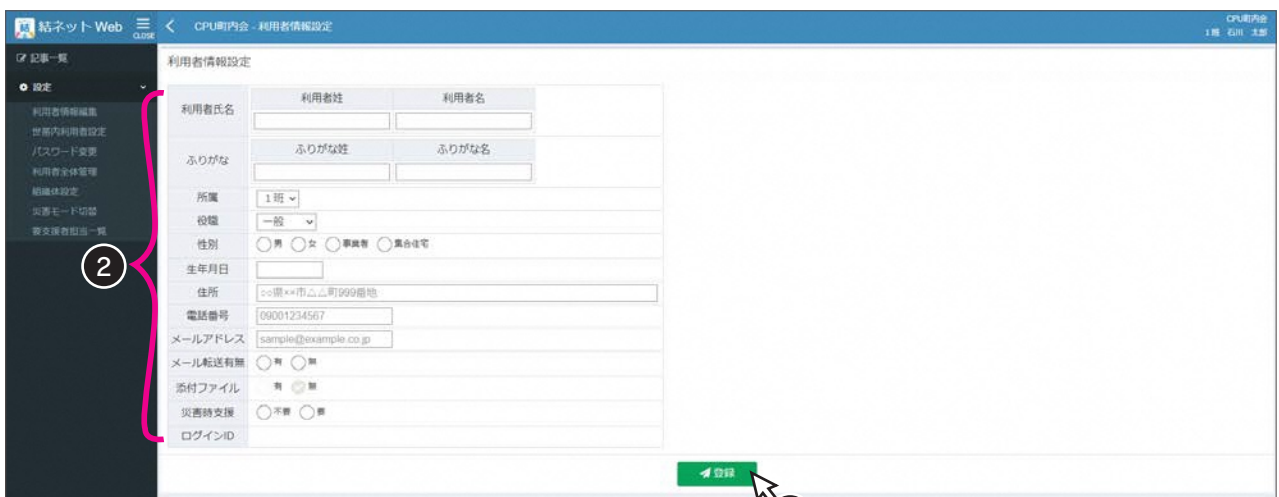 結ネット Web
CLOSE
CPU町内会 - 利用者情報設定
CPU町内会
1班 石川 太郎
記事一覧
設定
利用者情報編集
世帯内利用者設定
パスワード変更
利用者全体管理
組織体設定
災害モード切替
要支援者担当一覧
利用者情報設定
利用者氏名
利用者姓 利用者名
ふりがな
ふりがな姓 ふりがな名
所属 1班
役職 一般
性別 男 女 事業者 集合住宅
生年月日
住所 ○○県××市△△町999番地
電話番号 09001234567
メールアドレス sample@example.co.jp
メール転送有無 有 無
添付ファイル 有 無
災害時支援 不要 要
ログインID
登録
2